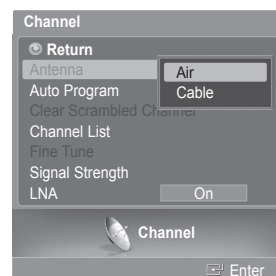 Channel
Return
Antenna
Air
Auto Program
Cable
Clear Scrambled Channel
Channel List
Fine Tune
Signal Strength
LNA On
Channel
Enter